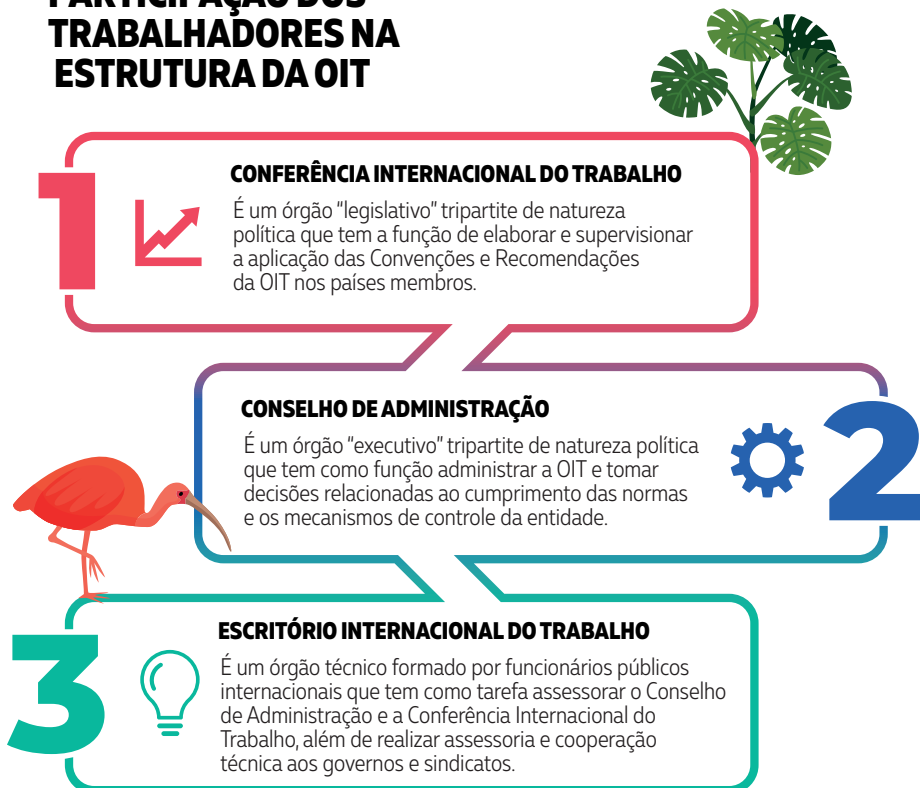 PARTICIPAÇÃO DOS
TRABALHADORES NA
ESTRUTURA DA OIT
1
CONFERÊNCIA INTERNACIONAL DO TRABALHO
É um órgão "legislativo" tripartite de natureza
política que tem a função de elaborar e supervisionar
a aplicação das Convenções e Recomendações
da OIT nos países membros.
CONSELHO DE ADMINISTRAÇÃO
É um órgão "executivo" tripartite de natureza política
que tem como função administrar a OIT e tomar
decisões relacionadas ao cumprimento das normas
e os mecanismos de controle da entidade.
2
3
ESCRITÓRIO INTERNACIONAL DO TRABALHO
É um órgão técnico formado por funcionários públicos
internacionais que tem como tarefa assessorar o Conselho
de Administração e a Conferência Internacional do
Trabalho, além de realizar assessoria e cooperação
técnica aos governos e sindicatos.